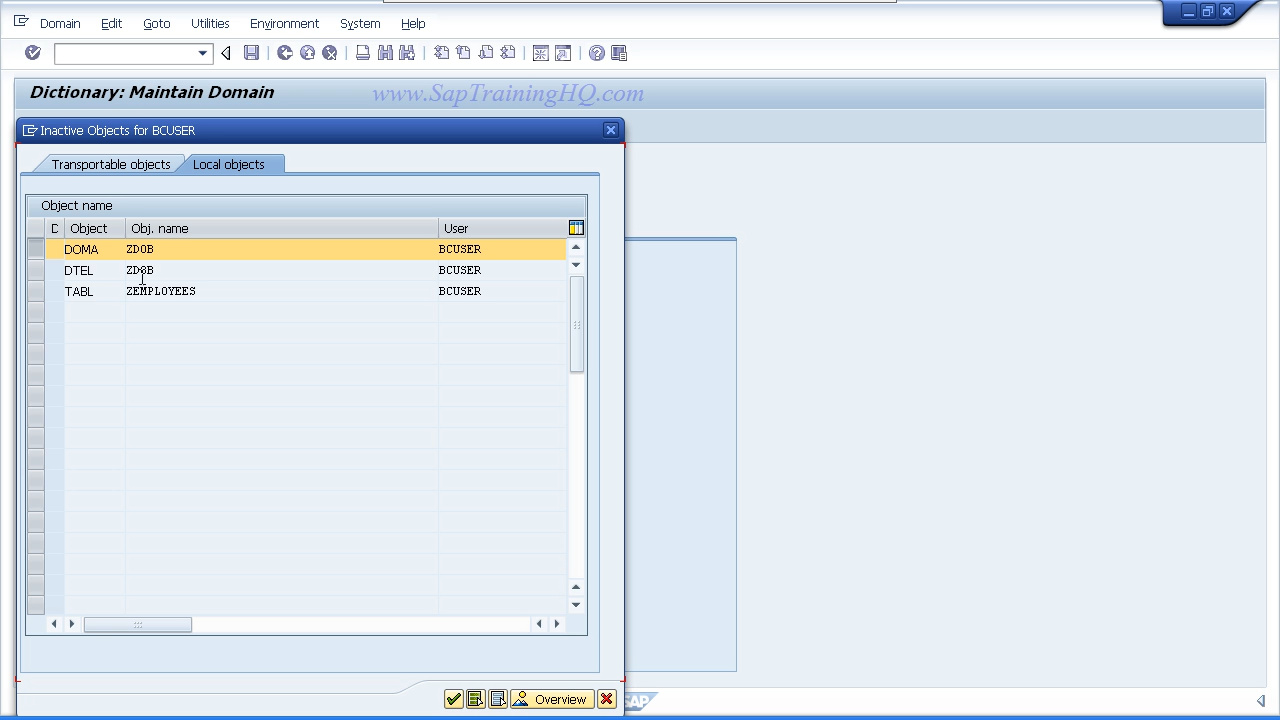 Domain Edit Goto Utilities Environment System Help
Dictionary: Maintain Domain www.SapTrainingHQ.com
Inactive Objects for BCUSER
Transportable objects Local objects
Object name
D Object Obj. name User
DOMA ZDOB BCUSER
DTEL ZDOB BCUSER
TABL ZEMPLOYEES BCUSER
Overview
SAP